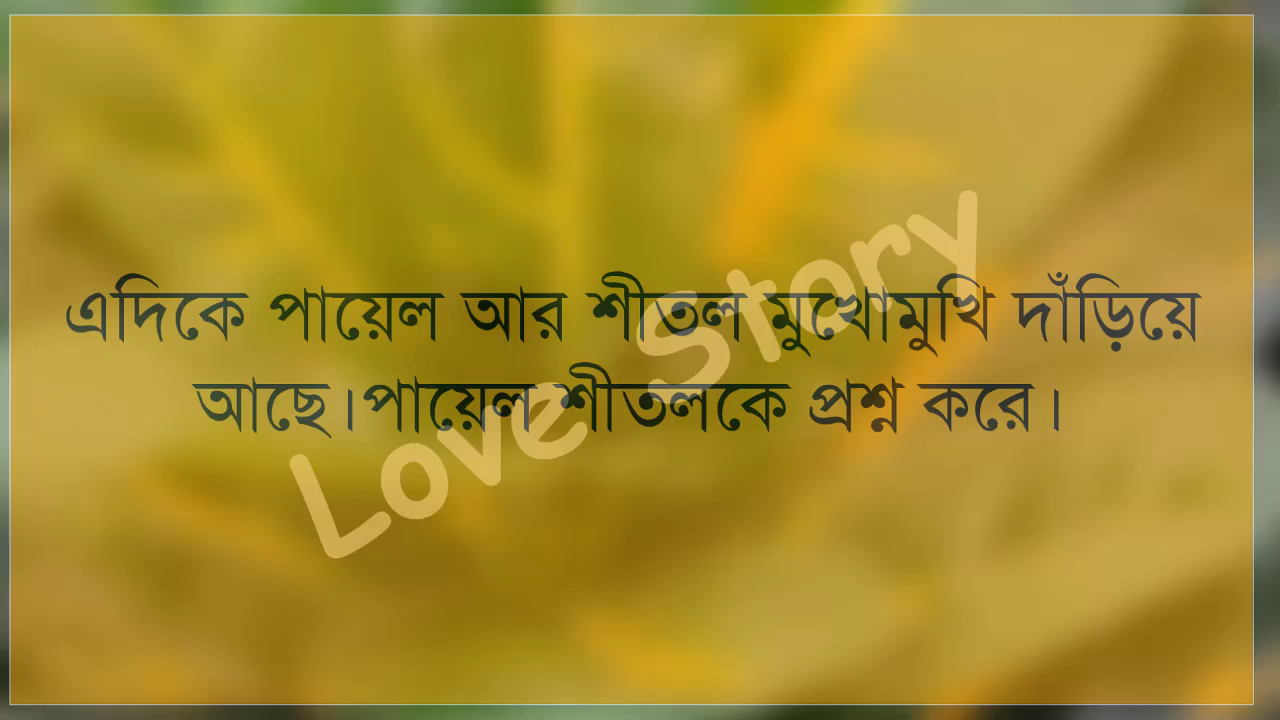 এদিকে পায়েল আর শীতল মুখোমুখি দাঁড়িয়ে
আছে।পায়েল শীতলকে প্রশ্ন করে।
Love Story